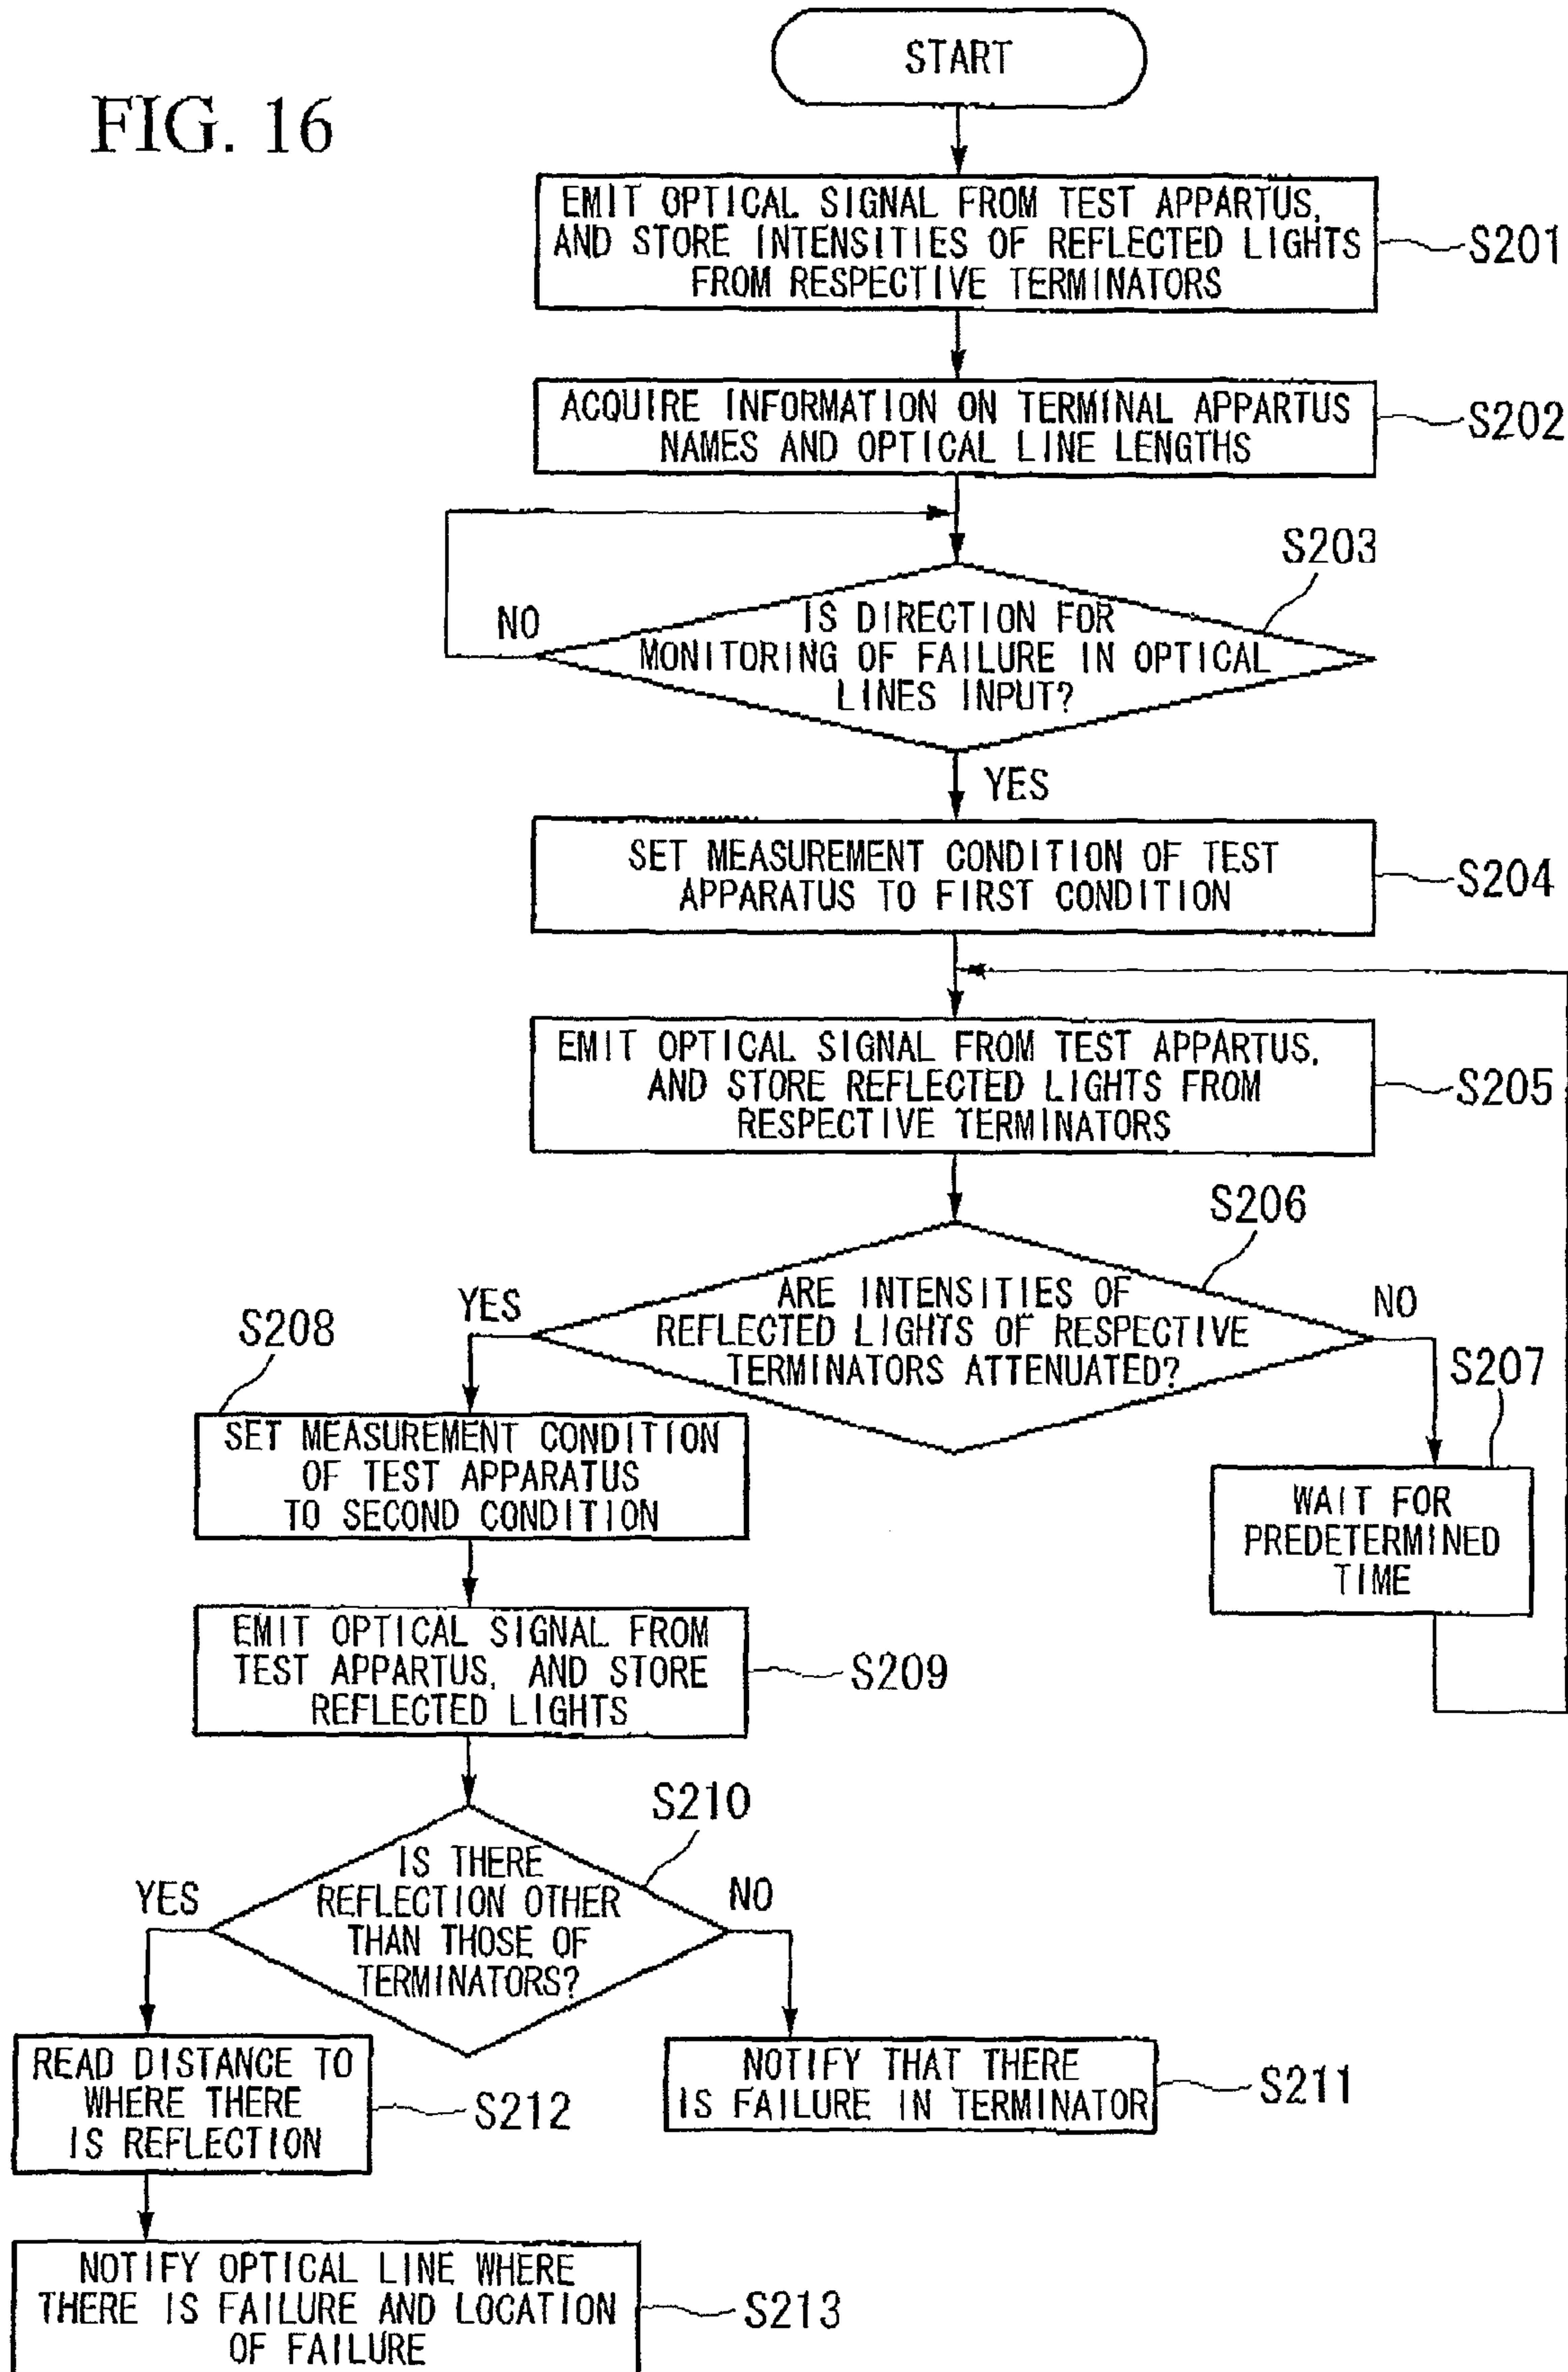 FIG. 16
START
EMIT OPTICAL SIGNAL FROM TEST APPARTUS,
AND STORE INTENSITIES OF REFLECTED LIGHTS
FROM RESPECTIVE TERMINATORS
S201
ACQUIRE INFORMATION ON TERMINAL APPARTUS
NAMES AND OPTICAL LINE LENGTHS
S202
S203
NO
IS DIRECTION FOR
MONITORING OF FAILURE IN OPTICAL
LINES INPUT?
YES
SET MEASUREMENT CONDITION OF TEST
APPARATUS TO FIRST CONDITION
S204
EMIT OPTICAL SIGNAL FROM TEST APPARTUS,
AND STORE REFLECTED LIGHTS FROM
RESPECTIVE TERMINATORS
S205
S206
YES
ARE INTENSITIES OF
REFLECTED LIGHTS OF RESPECTIVE
TERMINATORS ATTENUATED?
NO
S208
S207
SET MEASUREMENT CONDITION
OF TEST APPARATUS
TO SECOND CONDITION
WAIT FOR
PREDETERMINED
TIME
EMIT OPTICAL SIGNAL FROM
TEST APPARTUS, AND STORE
REFLECTED LIGHTS
S209
S210
YES
IS THERE
REFLECTION OTHER
THAN THOSE OF
TERMINATORS?
NO
READ DISTANCE TO
WHERE THERE
IS REFLECTION
S212
NOTIFY THAT THERE
IS FAILURE IN TERMINATOR
S211
NOTIFY OPTICAL LINE WHERE
THERE IS FAILURE AND LOCATION
OF FAILURE
S213